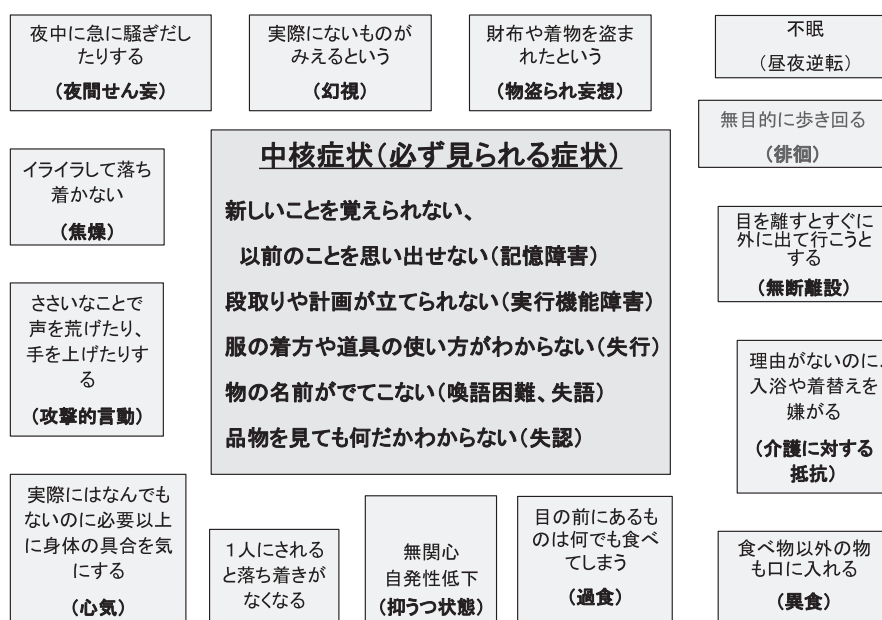 夜中に急に騒ぎだし
たりする
(夜間せん妄)
実際にないものが
みえるという
(幻視)
財布や着物を盗ま
れたという
(物盗られ妄想)
不眠
(昼夜逆転)
無目的に歩き回る
(徘徊)
イライラして落ち
着かない
(焦燥)
中核症状(必ず見られる症状)
新しいことを覚えられない、
以前のことを思い出せない(記憶障害)
段取りや計画が立てられない(実行機能障害)
服の着方や道具の使い方がわからない(失行)
物の名前がでてこない(喚語困難、失語)
品物を見ても何だかわからない(失認)
目を離すとすぐに
外に出て行こうと
する
(無断離設)
ささいなことで
声を荒げたり、
手を上げたりす
る
(攻撃的言動)
理由がないのに、
入浴や着替えを
嫌がる
(介護に対する
抵抗)
実際にはなんでも
ないのに必要以上
に身体の具合を気
にする
(心気)
1人にされる
と落ち着きが
なくなる
無関心
自発性低下
(抑うつ状態)
目の前にあるも
のは何でも食べ
てしまう
(過食)
食べ物以外の物
も口に入れる
(異食)